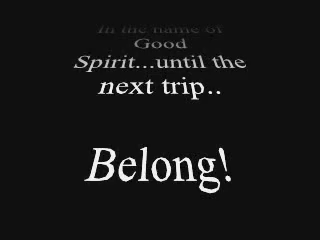 In the name of
Good
Spirit...until the
next trip..
Belong!